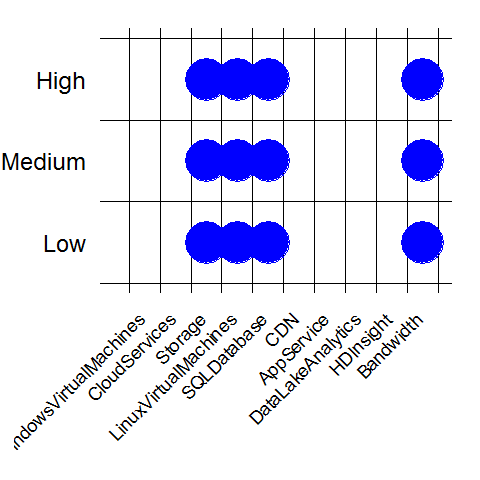 High
Medium
Low
ndowsVirtualMachines
CloudServices
Storage
LinuxVirtualMachines
SQLDatabase
CDN
AppService
DataLakeAnalytics
HDInsight
Bandwidth